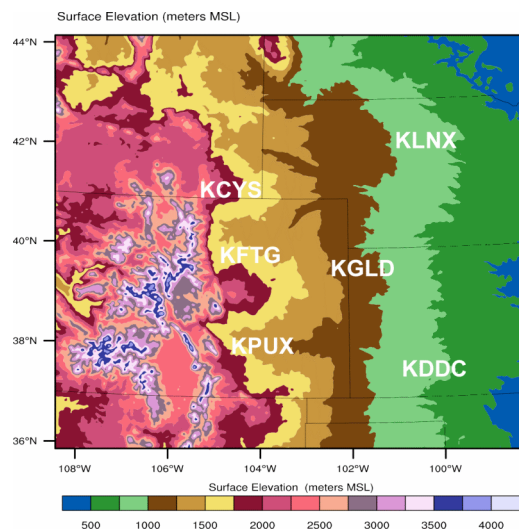 Surface Elevation (meters MSL)
44°N
42°N
40°N
38°N
36°N
KLNX
KCYS
KFTG
KGLD
KPUX
KDDC
108°W 106°W 104°W 102°W 100°W
Surface Elevation (meters MSL)
500 1000 1500 2000 2500 3000 3500 4000